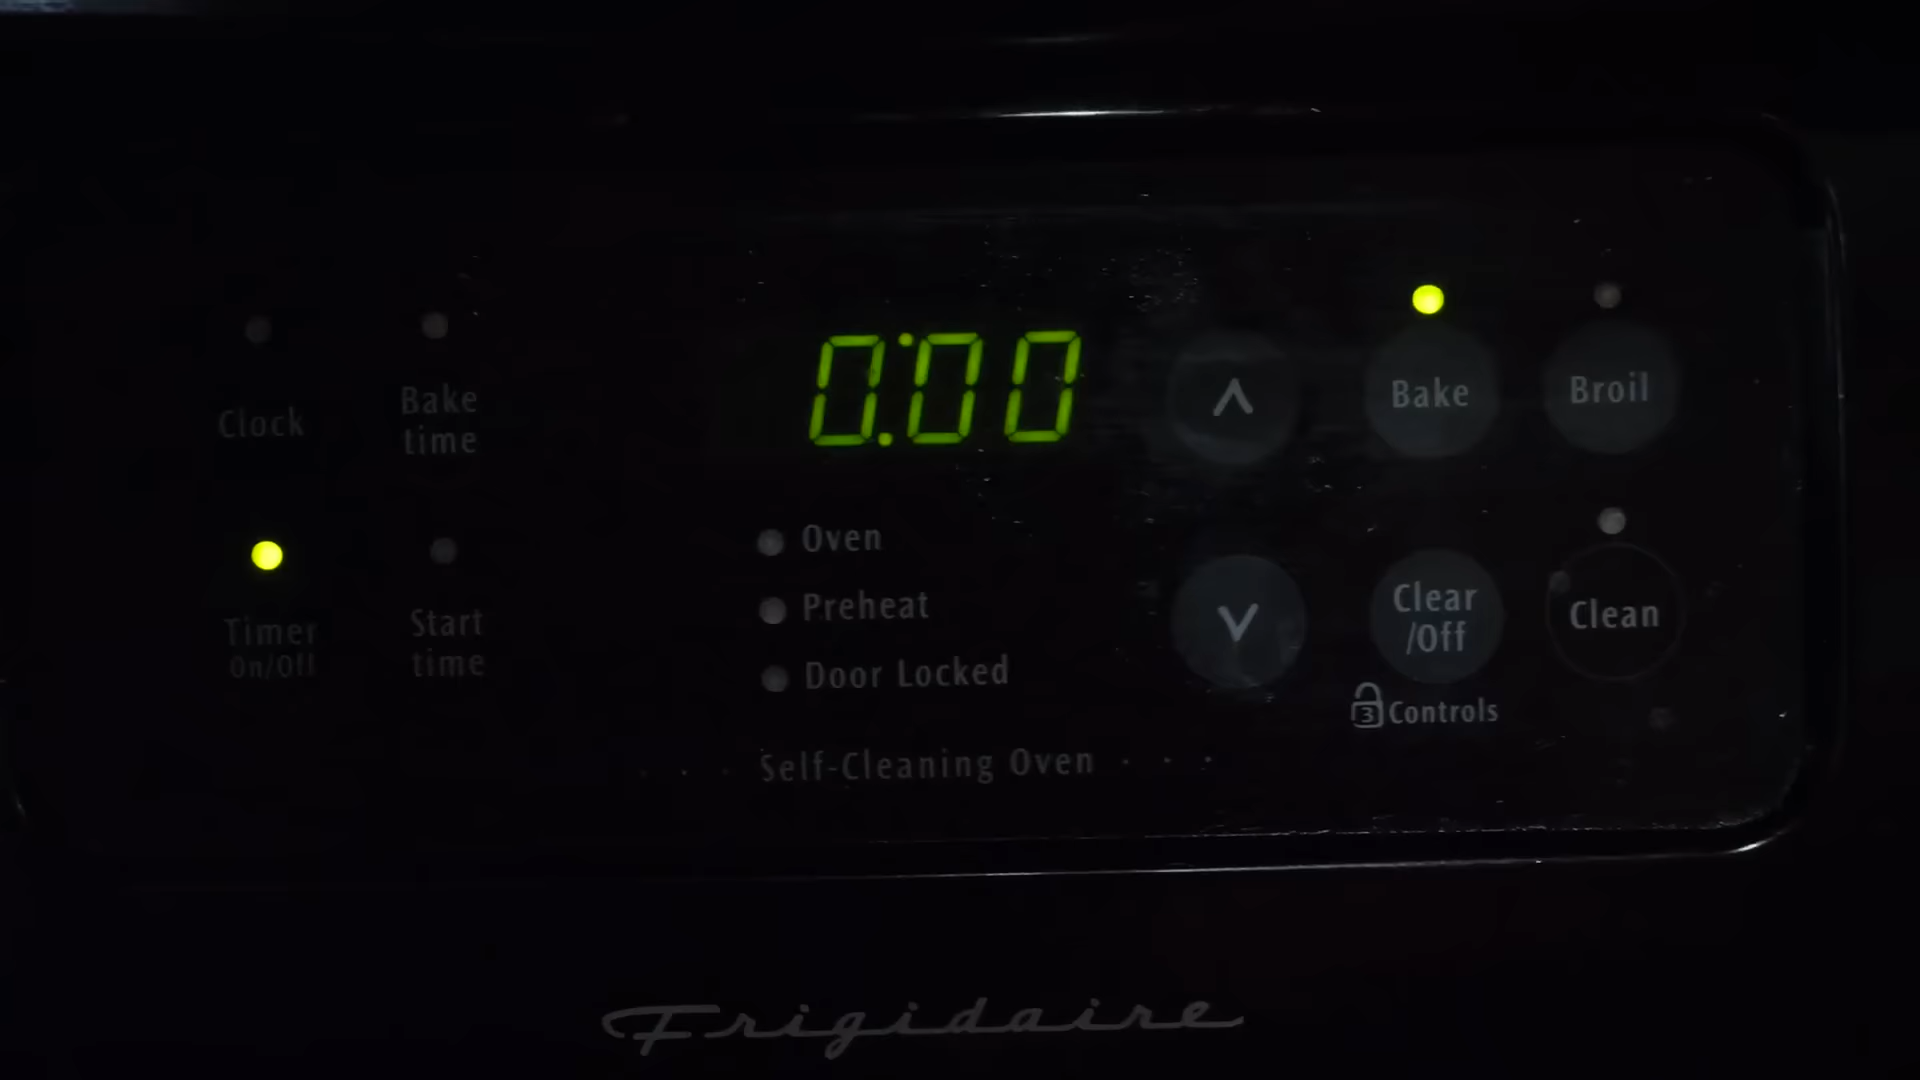 0:00
Clock
Bake
time
Timer
On/Off
Start
time
Oven
Preheat
Door Locked
Self-Cleaning Oven
Bake
Broil
Clear
/Off
Clean
3 Controls
Frigidaire